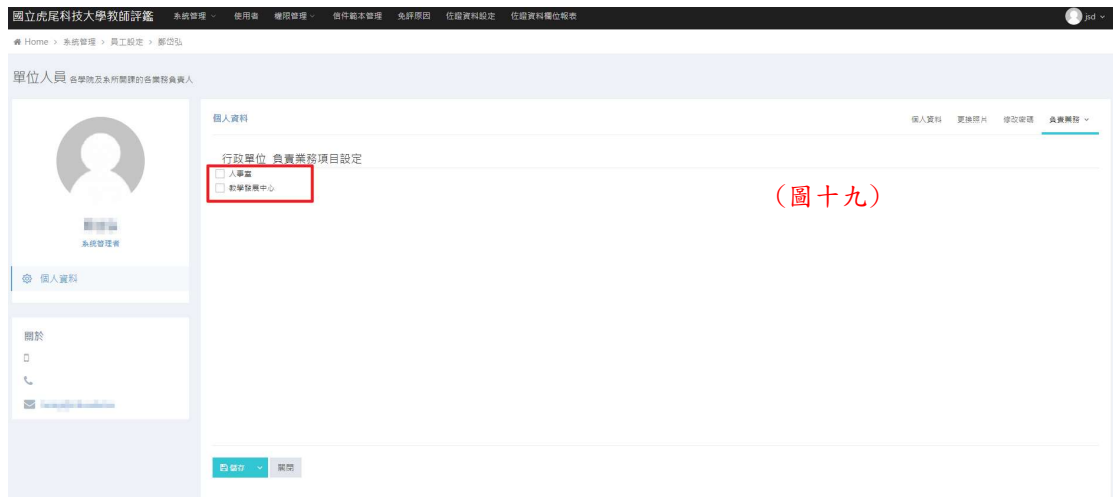 國立虎尾科技大學教師評鑑 系統管理 使用者 權限管理 信件範本管理 免評原因 佐證資料設定 佐證資料欄位報表 jsd
Home > 系統管理 > 員工設定 > 鄭岱弘
單位人員 各學院及系所開課的各業務負責人
個人資料 個人資料 更換照片 修改密碼 負責業務
行政單位 負責業務項目設定
人事室
教學發展中心
(圖十九)
系統管理者
個人資料
關於
儲存 關閉